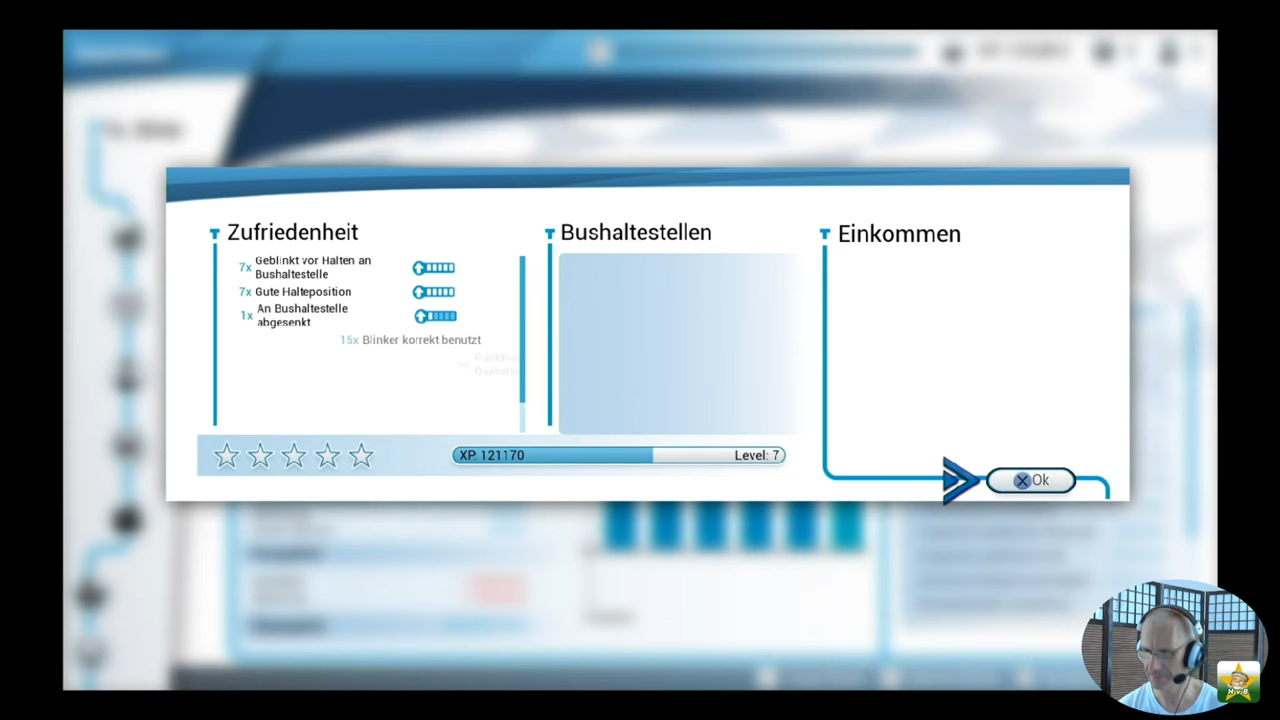 Zufriedenheit
7x Geblinkt vor Halten an
Bushaltestelle
7x Gute Halteposition
1x An Bushaltestelle
abgesenkt
15x Blinker korrekt benutzt
Bushaltestellen
Einkommen
XP: 121170
Level: 7
Ok
HvB